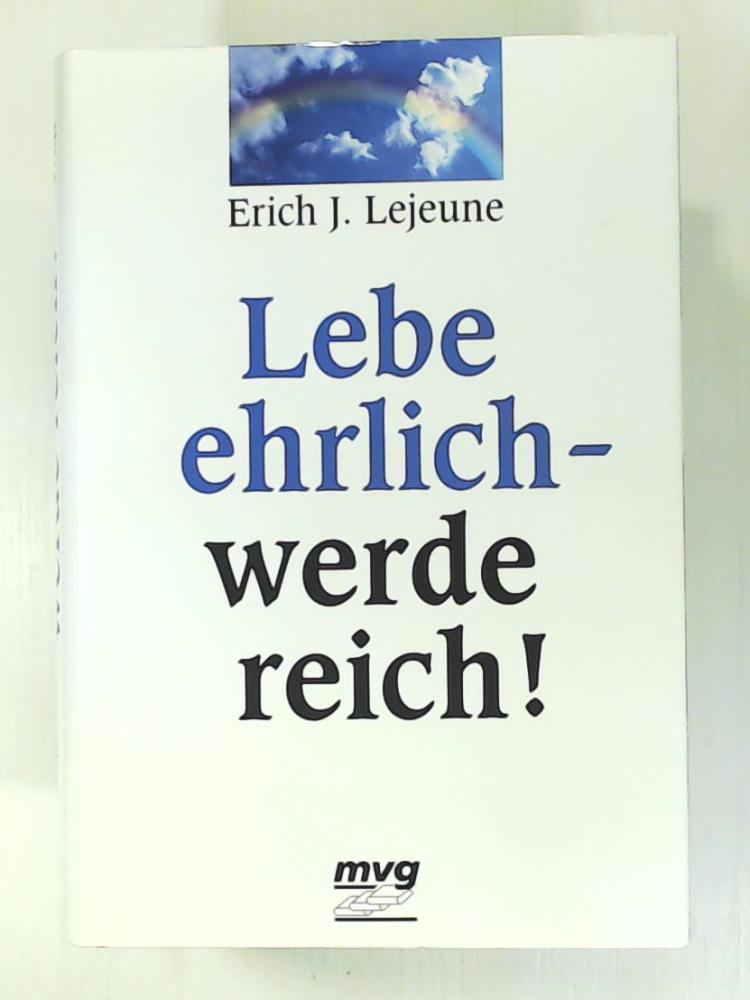 Erich J. Lejeune
Lebe
ehrlich-
werde
reich!
mvg